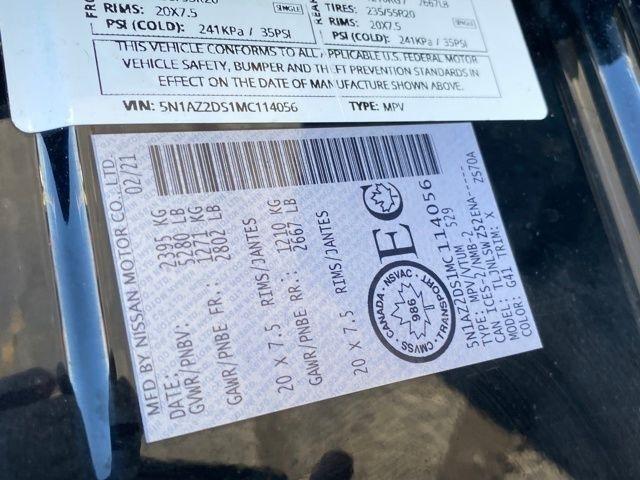 RIMS: 20X7.5 SINGLE
PSI (COLD): 241KPa / 35PSI
TIRES: 235/55R20
RIMS: 20X7.5
PSI (COLD): 241KPa / 35PSI
THIS VEHICLE CONFORMS TO ALL APPLICABLE U.S. FEDERAL MOTOR
VEHICLE SAFETY, BUMPER AND THEFT PREVENTION STANDARDS IN
EFFECT ON THE DATE OF MANUFACTURE SHOWN ABOVE.
VIN: 5N1AZ2DS1MC114056 TYPE: MPV
MFD BY NISSAN MOTOR CO., LTD.
DATE: 02/21
GVWR/PNBV: 2395 KG
5280 LB
GAWR/PNBE FR.: 1271 KG
2802 LB
20 X 7.5 RIMS/JANTES
GAWR/PNBE RR.: 1210 KG
2667 LB
20 X 7.5 RIMS/JANTES
CANADA · NSVAC · TRANSPORT · CMVSS
986
EC
5N1AZ2DS1MC114056
TYPE: MPV/VTUM 529
CAN ICES-2/NMB-2
MODEL: TLJNLSW Z52ENA-----
COLOR: G41 TRIM: X Z570A